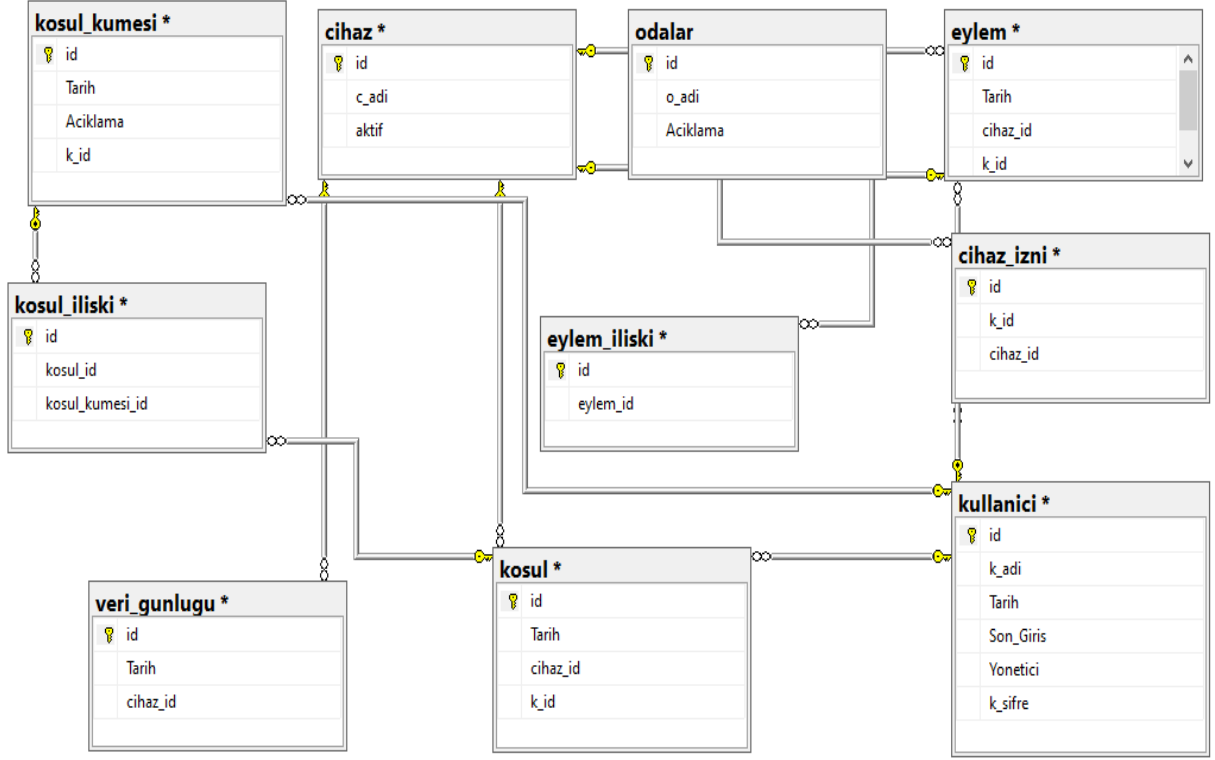 kosul_kumesi *
id
Tarih
Aciklama
k_id
cihaz *
id
c_adi
aktif
odalar
id
o_adi
Aciklama
eylem *
id
Tarih
cihaz_id
k_id
kosul_iliski *
id
kosul_id
kosul_kumesi_id
eylem_iliski *
id
eylem_id
cihaz_izni *
id
k_id
cihaz_id
veri_gunlugu *
id
Tarih
cihaz_id
kosul *
id
Tarih
cihaz_id
k_id
kullanici *
id
k_adi
Tarih
Son_Giris
Yonetici
k_sifre